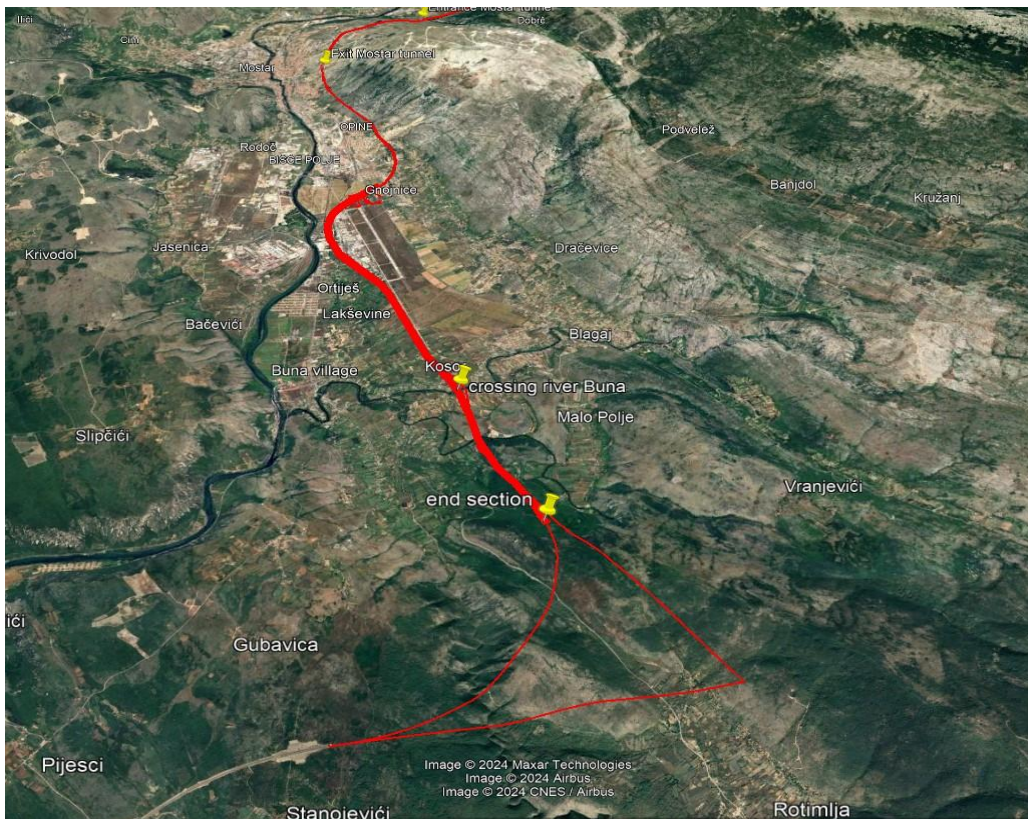 Ilići
Entrance Mostar tunnel
Dobrč
Cim
Exit Mostar tunnel
Mostar
OPINE
Podvelež
Rodoč
BIŠĆE POLJE
Banjdol
Gnojnice
Kružanj
Jasenica
Dračevice
Krivodol
Ortiješ
Lakševine
Bačevići
Blagaj
Kosor
Buna village
crossing river Buna
Malo Polje
Slipčići
Vranjevići
end section
ići
Gubavica
Pijesci
Image © 2024 Maxar Technologies
Image © 2024 Airbus
Image © 2024 CNES / Airbus
Stanojevići
Rotimlja